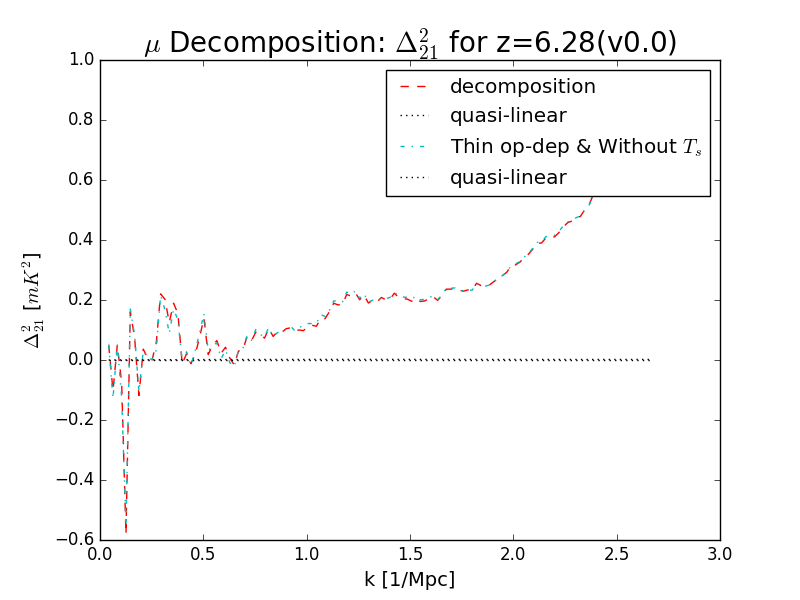 μ Decomposition: Δ²₂₁ for z=6.28(v0.0)
1.0
0.8
0.6
0.4
0.2
0.0
−0.2
−0.4
−0.6
Δ²₂₁ [mK²]
decomposition
quasi-linear
Thin op-dep & Without Tₛ
quasi-linear
0.0 0.5 1.0 1.5 2.0 2.5 3.0
k [1/Mpc]